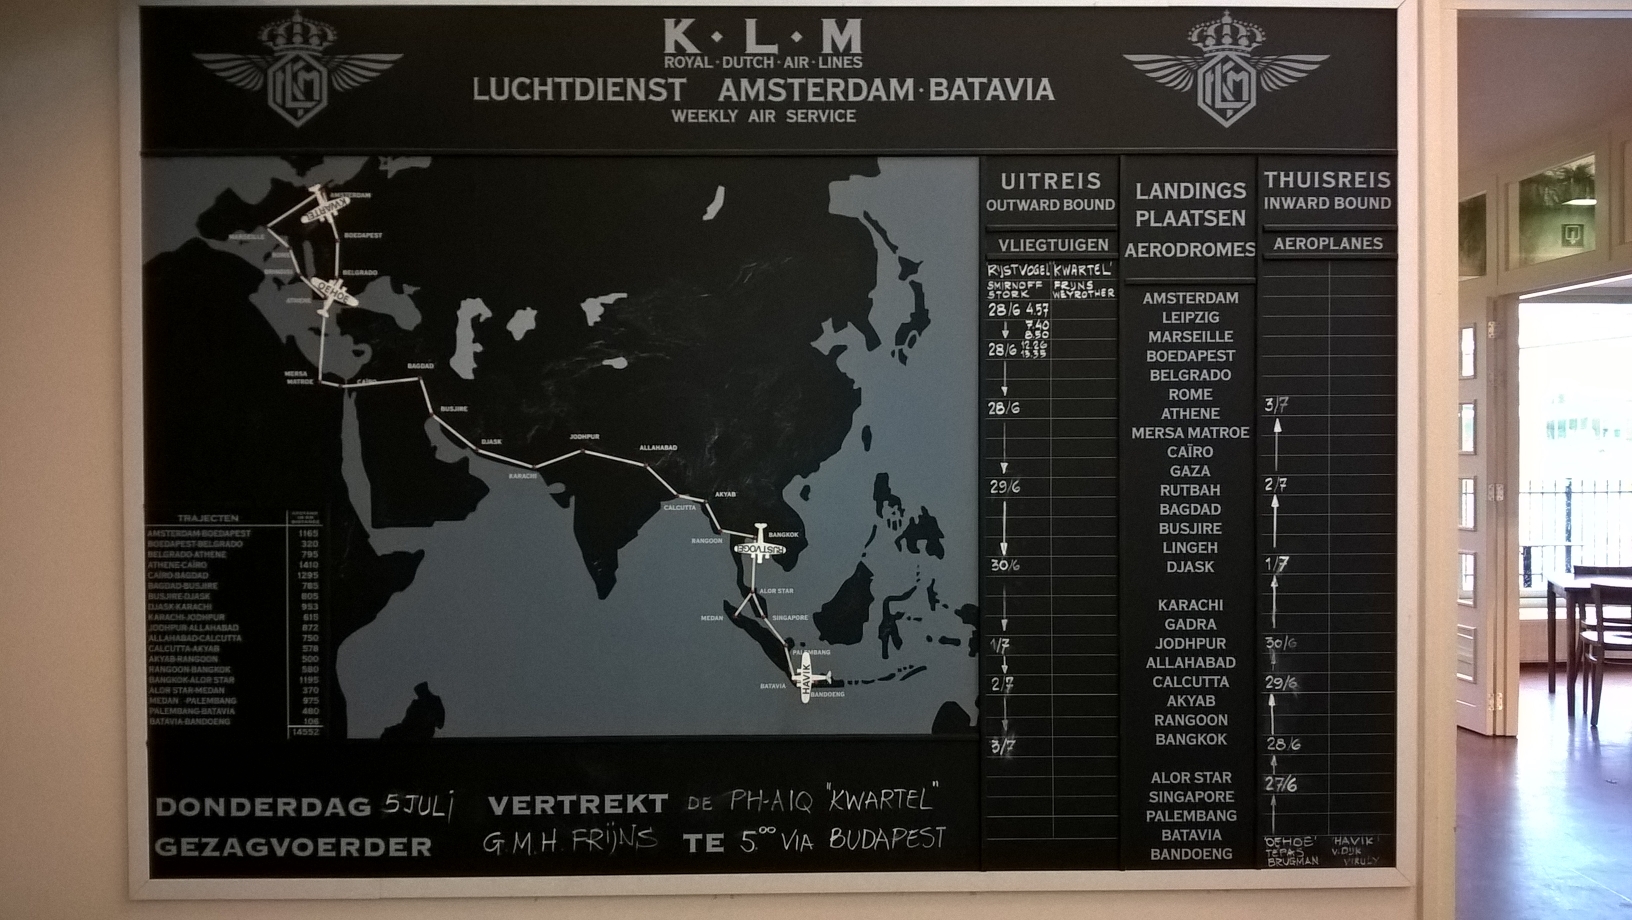 K·L·M
ROYAL·DUTCH·AIR·LINES
LUCHTDIENST AMSTERDAM·BATAVIA
WEEKLY AIR SERVICE
KLM
KLM
AMSTERDAM
KWARTEL
MARSEILLE
BOEDAPEST
ROME
BRINDISI
BELGRADO
OEHOE
ATHENE
MERSA
MATROE
CAÏRO
BAGDAD
BUSJIRE
DJASK
KARACHI
JODHPUR
ALLAHABAD
CALCUTTA
AKYAB
RANGOON
BANGKOK
RIJSTVOGEL
ALOR STAR
MEDAN
SINGAPORE
PALEMBANG
BATAVIA
HAVIK
BANDOENG
TRAJECTEN
AMSTERDAM-BOEDAPEST 1165
BOEDAPEST-BELGRADO 320
BELGRADO-ATHENE 795
ATHENE-CAÏRO 1410
CAÏRO-BAGDAD 1295
BAGDAD-BUSJIRE 785
BUSJIRE-DJASK 805
DJASK-KARACHI 953
KARACHI-JODHPUR 615
JODHPUR-ALLAHABAD 872
ALLAHABAD-CALCUTTA 750
CALCUTTA-AKYAB 578
AKYAB-RANGOON 500
RANGOON-BANGKOK 580
BANGKOK-ALOR STAR 1195
ALOR STAR-MEDAN 370
MEDAN -PALEMBANG 975
PALEMBANG-BATAVIA 480
BATAVIA-BANDOENG 106
14552
DONDERDAG 5 JULI VERTREKT DE PH-AIQ "KWARTEL"
GEZAGVOERDER G.M.H. FRIJNS TE 5.00 VIA BUDAPEST
UITREIS
OUTWARD BOUND
VLIEGTUIGEN
RIJSTVOGEL 'KWARTEL'
SMIRNOFF FRIJNS
STORK WEYROTHER
28/6 4.57
7.40
8.50
28/6 12.26
13.35
28/6
29/6
30/6
1/7
2/7
3/7
LANDINGS
PLAATSEN
AERODROMES
AMSTERDAM
LEIPZIG
MARSEILLE
BOEDAPEST
BELGRADO
ROME
ATHENE
MERSA MATROE
CAÏRO
GAZA
RUTBAH
BAGDAD
BUSJIRE
LINGEH
DJASK
KARACHI
GADRA
JODHPUR
ALLAHABAD
CALCUTTA
AKYAB
RANGOON
BANGKOK
ALOR STAR
SINGAPORE
PALEMBANG
BATAVIA
BANDOENG
THUISREIS
INWARD BOUND
AEROPLANES
3/7
2/7
1/7
30/6
29/6
28/6
27/6
'OEHOE' 'HAVIK'
TEPAS V. DIJK
BRUGMAN VIRULY